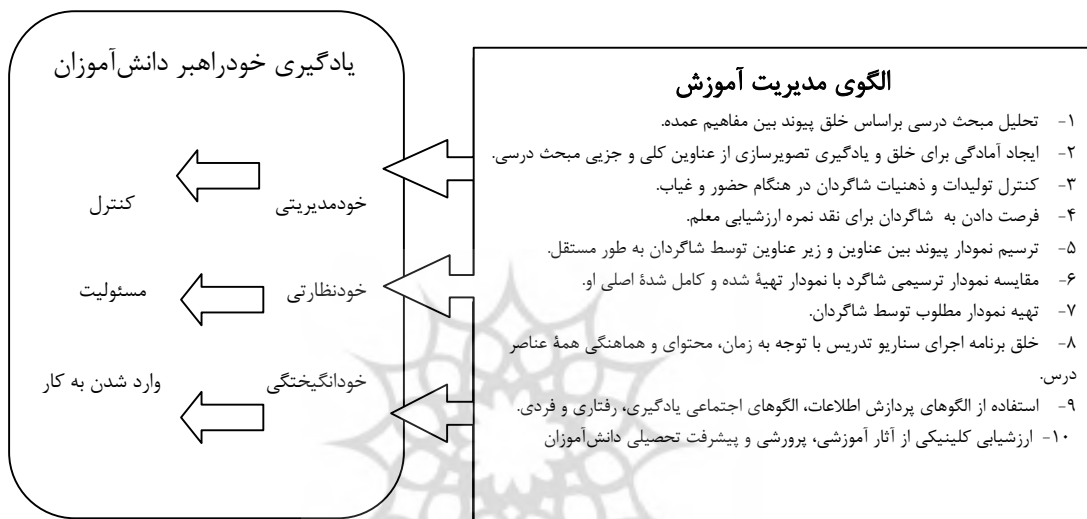 الگوی مدیریت آموزش
۱- تحلیل مبحث درسی براساس خلق پیوند بین مفاهیم عمده.
۲- ایجاد آمادگی برای خلق و یادگیری تصویرسازی از عناوین کلی و جزیی مبحث درسی.
۳- کنترل تولیدات و ذهنیات شاگردان در هنگام حضور و غیاب.
۴- فرصت دادن به شاگردان برای نقد نمره ارزشیابی معلم.
۵- ترسیم نمودار پیوند بین عناوین و زیر عناوین توسط شاگردان به طور مستقل.
۶- مقایسه نمودار ترسیمی شاگرد با نمودار تهیۀ شده و کامل شدۀ اصلی او.
۷- تهیه نمودار مطلوب توسط شاگردان.
۸- خلق برنامه اجرای سناریو تدریس با توجه به زمان، محتوای و هماهنگی همۀ عناصر
درس.
۹- استفاده از الگوهای پردازش اطلاعات، الگوهای اجتماعی یادگیری، رفتاری و فردی.
۱۰- ارزشیابی کلینیکی از آثار آموزشی، پرورشی و پیشرفت تحصیلی دانش‌آموزان
یادگیری خودراهبر دانش‌آموزان
خودمدیریتی
کنترل
خودنظارتی
مسئولیت
خودانگیختگی
وارد شدن به کار